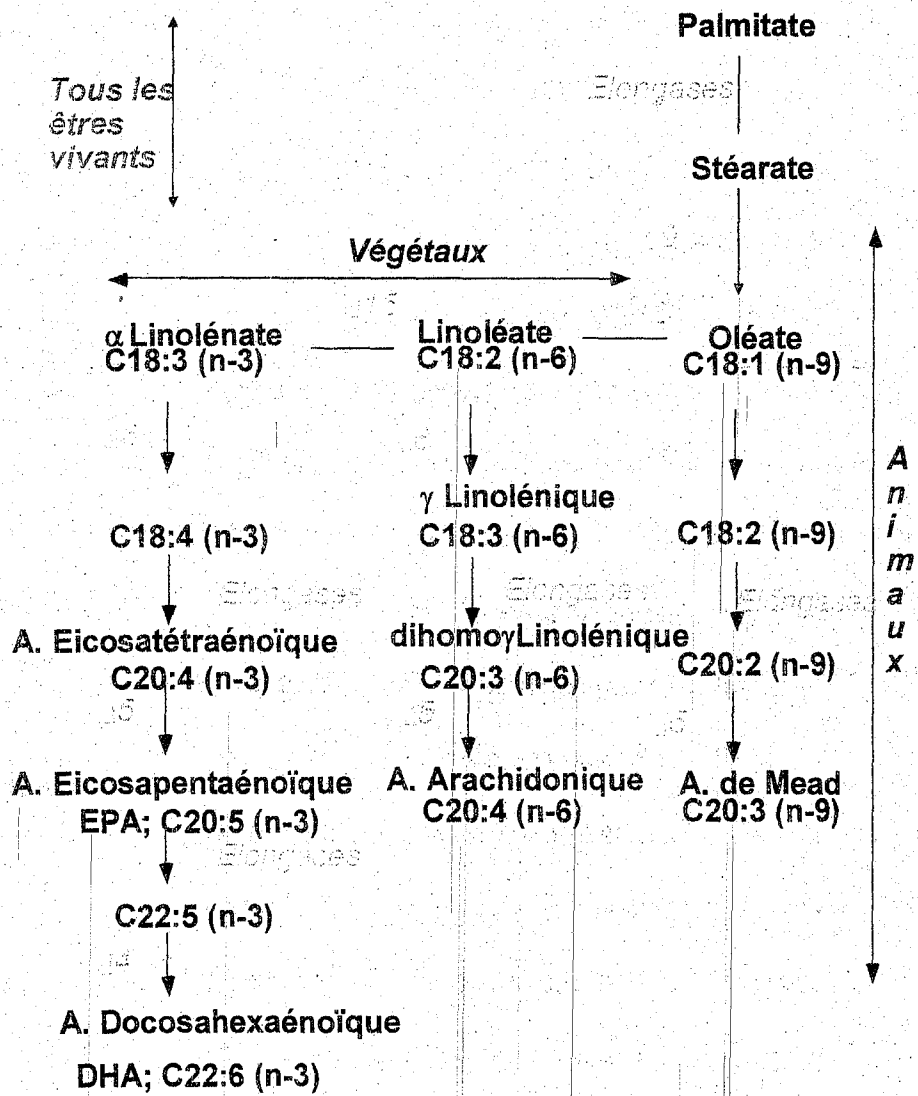 Palmitate
Tous les
êtres
vivants
Elongases
Stéarate
Végétaux
α Linolénate
C18:3 (n-3)
Linoléate
C18:2 (n-6)
Oléate
C18:1 (n-9)
Animaux
C18:4 (n-3)
γ Linolénique
C18:3 (n-6)
C18:2 (n-9)
Elongases
Elongases
Elongases
A. Eicosatétraénoïque
C20:4 (n-3)
dihomoγLinolénique
C20:3 (n-6)
C20:2 (n-9)
A. Eicosapentaénoïque
EPA; C20:5 (n-3)
A. Arachidonique
C20:4 (n-6)
A. de Mead
C20:3 (n-9)
Elongases
C22:5 (n-3)
A. Docosahexaénoïque
DHA; C22:6 (n-3)